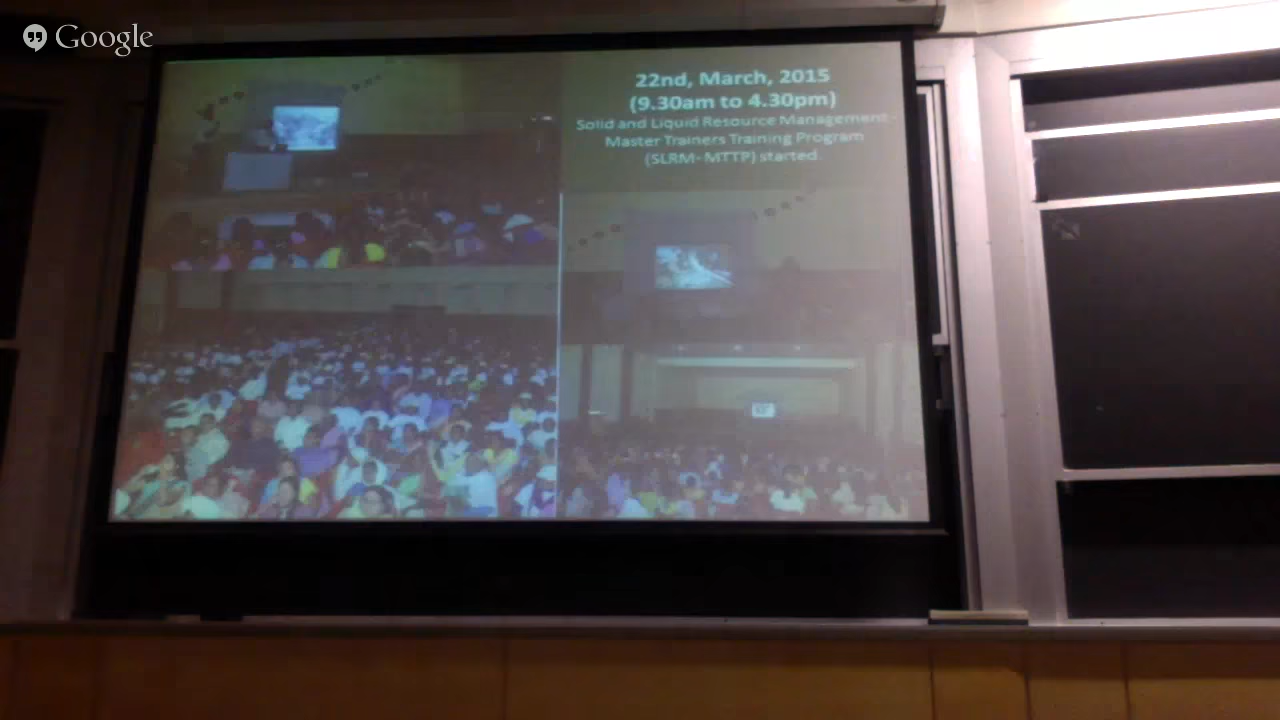 Google
22nd, March, 2015
(9.30am to 4.30pm)
Solid and Liquid Resource Management -
Master Trainers Training Program
(SLRM- MTTP) started.